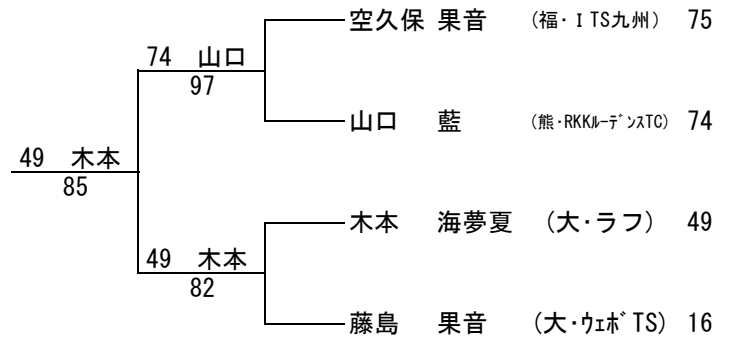 空久保 果音 (福・ITS九州) 75
74 山口
97
山口 藍 (熊・RKKルーデンスTC) 74
49 木本
85
木本 海夢夏 (大・ラフ) 49
49 木本
82
藤島 果音 (大・ウェボTS) 16